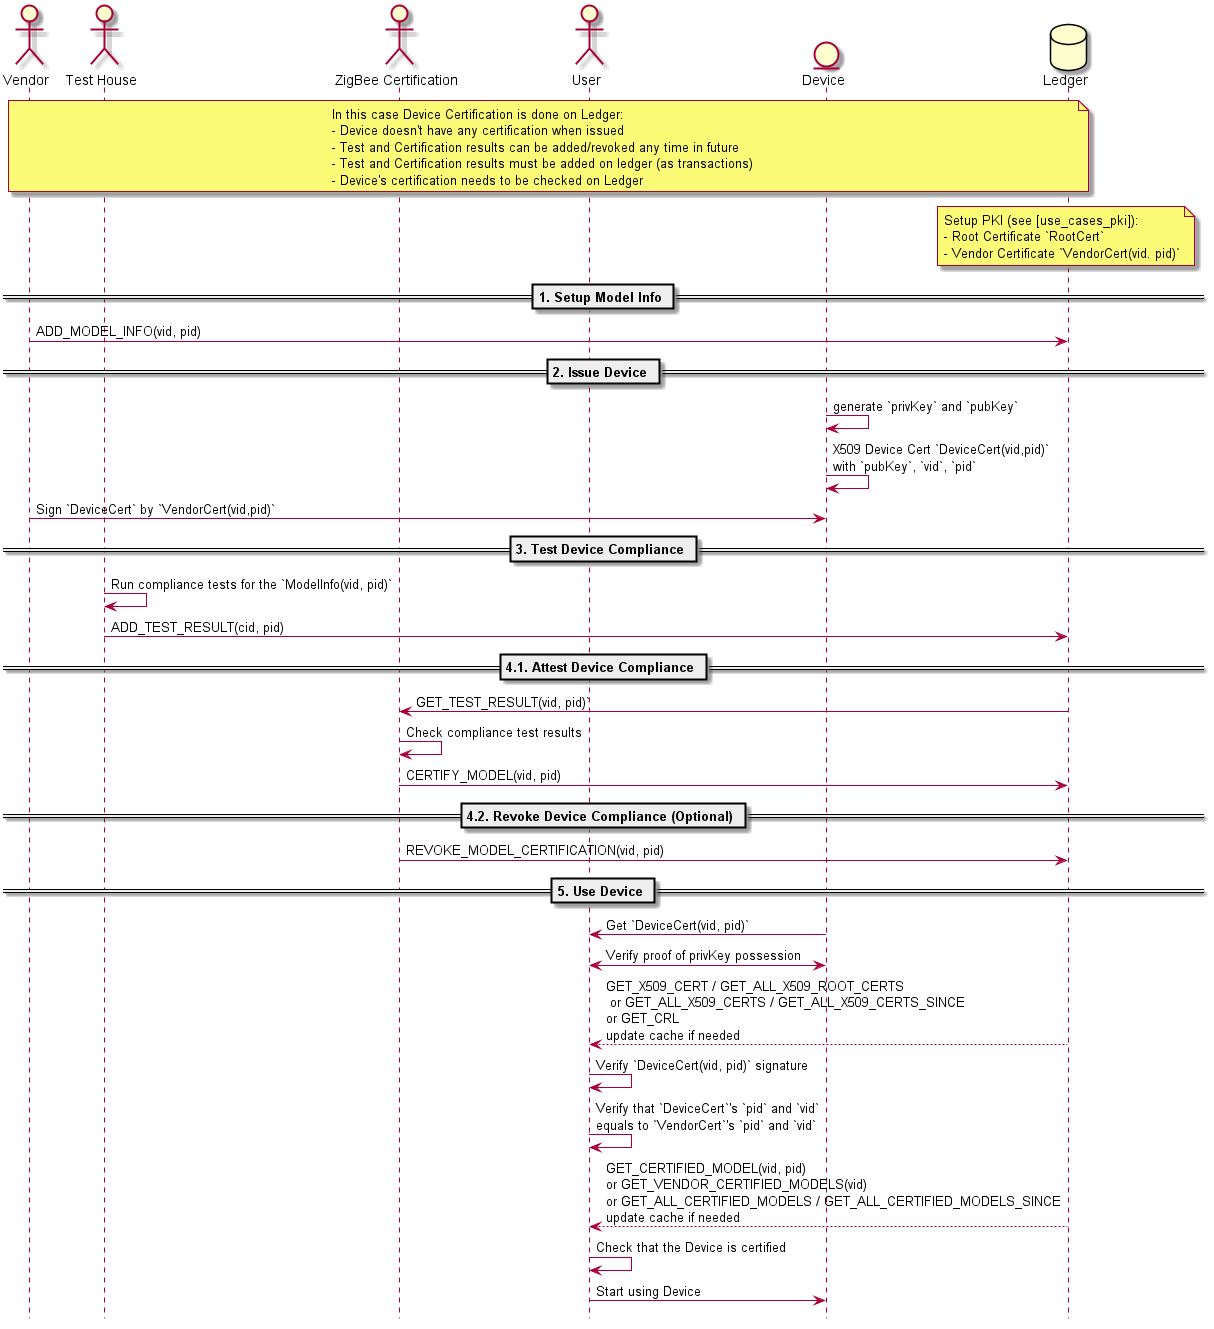 Vendor
Test House
ZigBee Certification
User
Device
Ledger
In this case Device Certification is done on Ledger:
- Device doesn't have any certification when issued
- Test and Certification results can be added/revoked any time in future
- Test and Certification results must be added on ledger (as transactions)
- Device's certification needs to be checked on Ledger
Setup PKI (see [use_cases_pki]):
- Root Certificate `RootCert`
- Vendor Certificate `VendorCert(vid. pid)`
1. Setup Model Info
ADD_MODEL_INFO(vid, pid)
2. Issue Device
generate `privKey` and `pubKey`
X509 Device Cert `DeviceCert(vid,pid)`
with `pubKey`, `vid`, `pid`
Sign `DeviceCert` by `VendorCert(vid,pid)`
3. Test Device Compliance
Run compliance tests for the `ModelInfo(vid, pid)`
ADD_TEST_RESULT(cid, pid)
4.1. Attest Device Compliance
GET_TEST_RESULT(vid, pid)
Check compliance test results
CERTIFY_MODEL(vid, pid)
4.2. Revoke Device Compliance (Optional)
REVOKE_MODEL_CERTIFICATION(vid, pid)
5. Use Device
Get `DeviceCert(vid, pid)`
Verify proof of privKey possession
GET_X509_CERT / GET_ALL_X509_ROOT_CERTS
or GET_ALL_X509_CERTS / GET_ALL_X509_CERTS_SINCE
or GET_CRL
update cache if needed
Verify `DeviceCert(vid, pid)` signature
Verify that `DeviceCert`'s `pid` and `vid`
equals to `VendorCert`'s `pid` and `vid`
GET_CERTIFIED_MODEL(vid, pid)
or GET_VENDOR_CERTIFIED_MODELS(vid)
or GET_ALL_CERTIFIED_MODELS / GET_ALL_CERTIFIED_MODELS_SINCE
update cache if needed
Check that the Device is certified
Start using Device